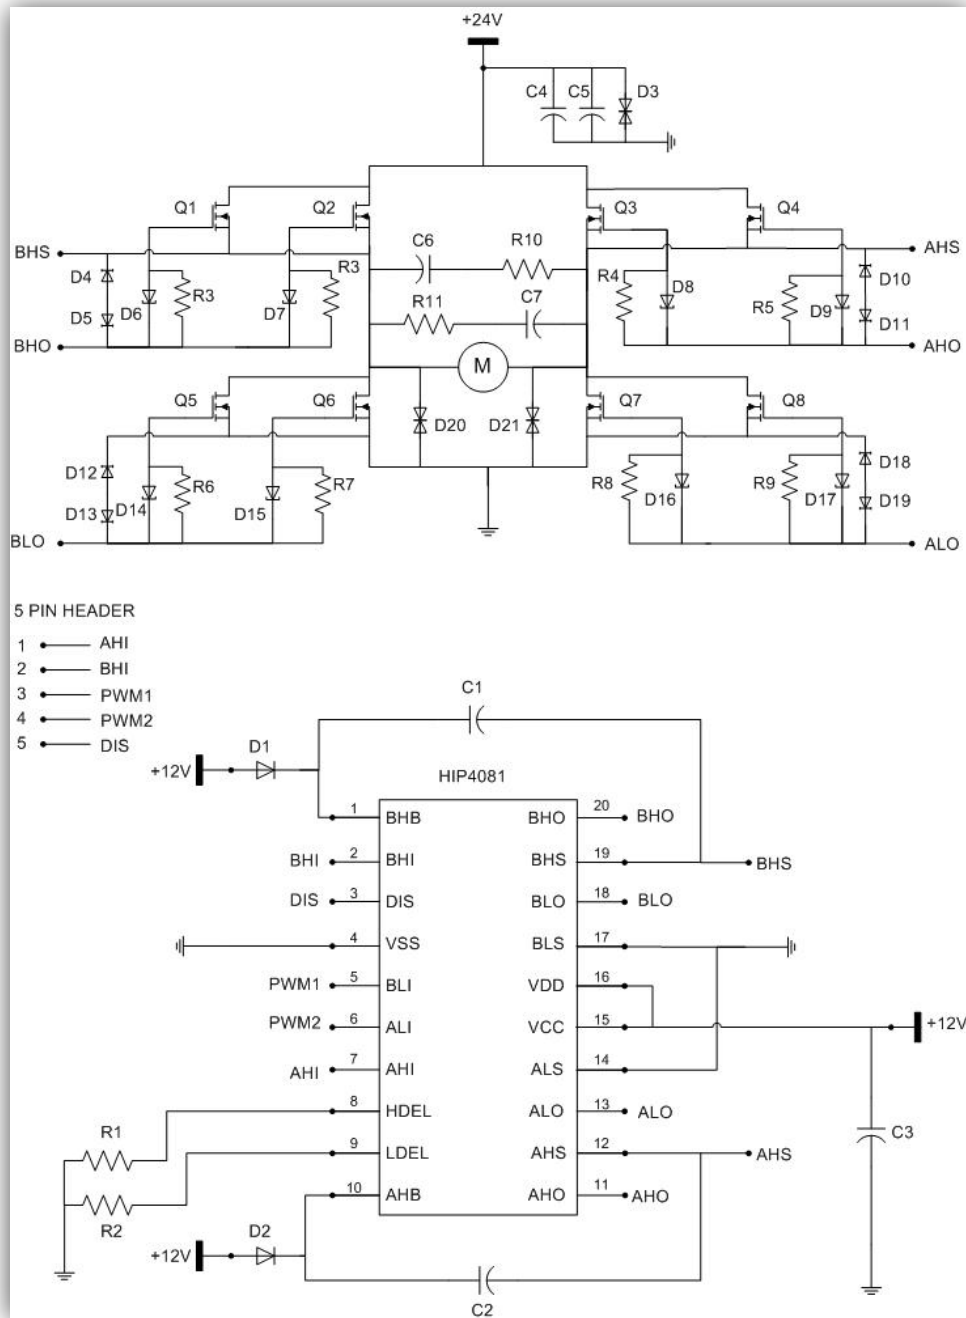 +24V
C4 C5 D3
Q1 Q2 Q3 Q4
BHS C6 R10 AHS
D4 R3 R4 D10
D5 D6 R3 D7 R11 C7 D8 R5 D9 D11
BHO AHO
M
Q5 Q6 D20 D21 Q7 Q8
D12 R6 R7 R8 D16 R9 D17 D18
D13 D14 D15 D19
BLO ALO
5 PIN HEADER
1 AHI
2 BHI
3 PWM1
4 PWM2
5 DIS
C1
D1
+12V
HIP4081
1 BHB BHO 20 BHO
BHI 2 BHI BHS 19 BHS
DIS 3 DIS BLO 18 BLO
4 VSS BLS 17
PWM1 5 BLI VDD 16
PWM2 6 ALI VCC 15 +12V
AHI 7 AHI ALS 14
8 HDEL ALO 13 ALO
R1 C3
9 LDEL AHS 12 AHS
10 AHB AHO 11 AHO
R2 D2
+12V
C2